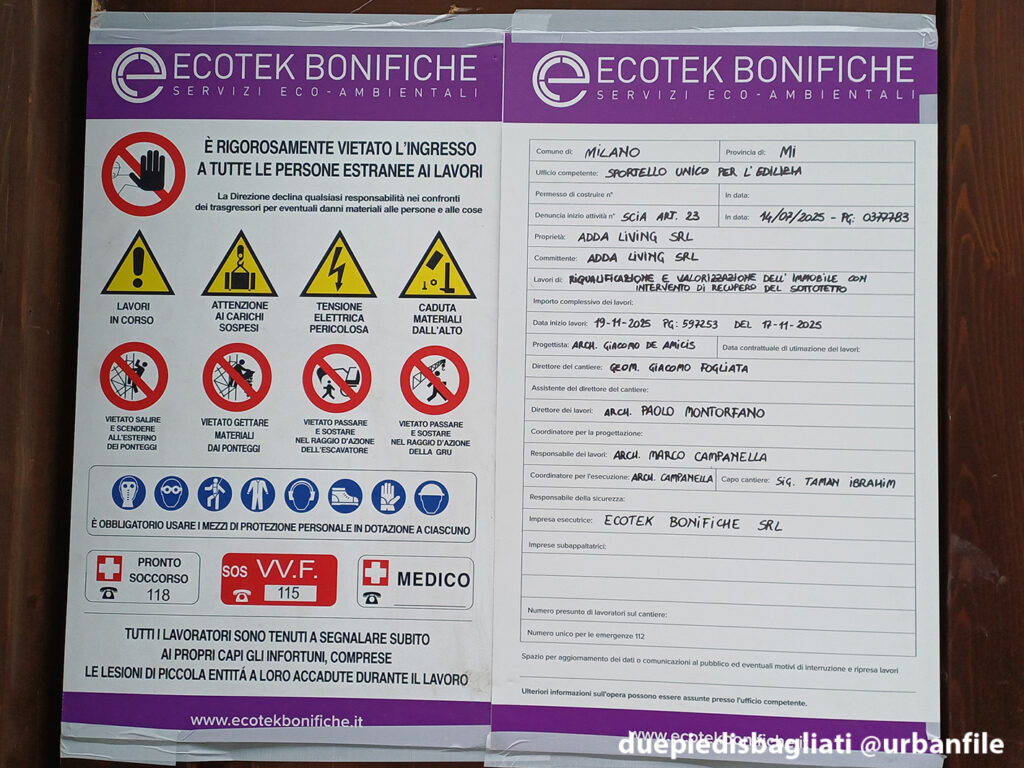 ECOTEK BONIFICHE
SERVIZI ECO-AMBIENTALI
È RIGOROSAMENTE VIETATO L'INGRESSO
A TUTTE LE PERSONE ESTRANEE AI LAVORI
La Direzione declina qualsiasi responsabilità nei confronti
dei trasgressori per eventuali danni materiali alle persone e alle cose
LAVORI
IN CORSO
ATTENZIONE
AI CARICHI
SOSPESI
TENSIONE
ELETTRICA
PERICOLOSA
CADUTA
MATERIALI
DALL'ALTO
VIETATO SALIRE
E SCENDERE
ALL'ESTERNO
DEI PONTEGGI
VIETATO GETTARE
MATERIALI
DAI PONTEGGI
VIETATO PASSARE
E SOSTARE
NEL RAGGIO D'AZIONE
DELL'ESCAVATORE
VIETATO PASSARE
E SOSTARE
NEL RAGGIO D'AZIONE
DELLA GRU
È OBBLIGATORIO USARE I MEZZI DI PROTEZIONE PERSONALE IN DOTAZIONE A CIASCUNO
PRONTO
SOCCORSO
118
SOS VV.F.
115
MEDICO
TUTTI I LAVORATORI SONO TENUTI A SEGNALARE SUBITO
AI PROPRI CAPI GLI INFORTUNI, COMPRESE
LE LESIONI DI PICCOLA ENTITÁ A LORO ACCADUTE DURANTE IL LAVORO
www.ecotekbonifiche.it
ECOTEK BONIFICHE
SERVIZI ECO-AMBIENTALI
Comune di: MILANO Provincia di: MI
Ufficio competente: SPORTELLO UNICO PER L'EDILIZIA
Permesso di costruire n° In data:
Denuncia inizio attività n° SCIA ART. 23 In data: 14/07/2025 - PG: 0377783
Proprietà: ADDA LIVING SRL
Committente: ADDA LIVING SRL
Lavori di: RIQUALIFICAZIONE E VALORIZZAZIONE DELL'IMMOBILE CON
INTERVENTO DI RECUPERO DEL SOTTOTETTO
Importo complessivo dei lavori:
Data inizio lavori: 19-11-2025 PG: 597253 DEL 17-11-2025
Progettista: ARCH. GIACOMO DE AMICIS Data contrattuale di utimazione del lavori:
Direttore del cantiere: GEOM. GIACOMO FOGLIATA
Assistente del direttore del cantiere:
Direttore dei lavori: ARCH. PAOLO MONTORFANO
Coordinatore per la progettazione:
Responsabile dei lavori: ARCH. MARCO CAMPANELLA
Coordinatore per l'esecuzione: ARCH. CAMPANELLA Capo cantiere: SIG. TAMAN IBRAHIM
Responsabile della sicurezza:
Impresa esecutrice: ECOTEK BONIFICHE SRL
Imprese subappaltatrici:
Numero presunto di lavoratori sul cantiere:
Numero unico per le emergenze 112
Spazio per aggiornamento dei dati o comunicazioni al pubblico ed eventuali motivi di interruzione e ripresa lavori
Ulteriori informazioni sull'opera possono essere assunte presso l'ufficio competente.
www.ecotekbonifiche.it
duepiedisbagliati @urbanfile